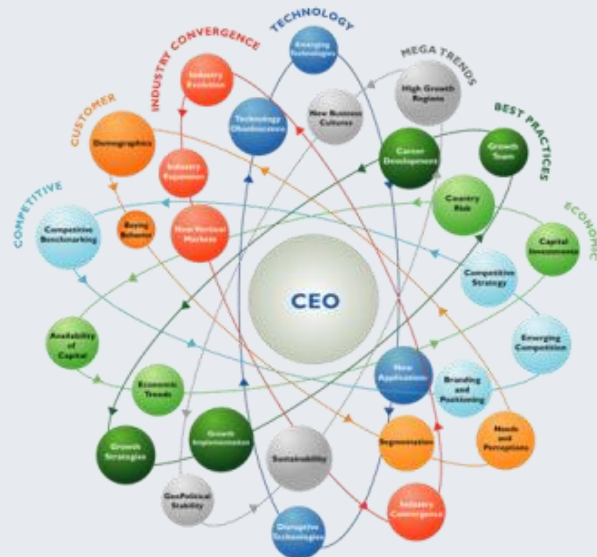 TECHNOLOGY
INDUSTRY CONVERGENCE
MEGA TRENDS
CUSTOMER
BEST PRACTICES
COMPETITIVE
ECONOMIC
Emerging
Technologies
Industry
Evolution
High Growth
Regions
Technology
Obsolescence
New Business
Cultures
Demographics
Career
Development
Growth
Team
Industry
Expansion
Country
Risk
Competitive
Benchmarking
Buying
Behavior
New Vertical
Markets
Capital
Investments
Competitive
Strategy
CEO
Availability
of Capital
Emerging
Competition
Economic
Trends
New
Applications
Branding
and
Positioning
Growth
Strategies
Growth
Implementation
Sustainability
Segmentation
Needs
and
Perceptions
GeoPolitical
Stability
Industry
Convergence
Disruptive
Technologies